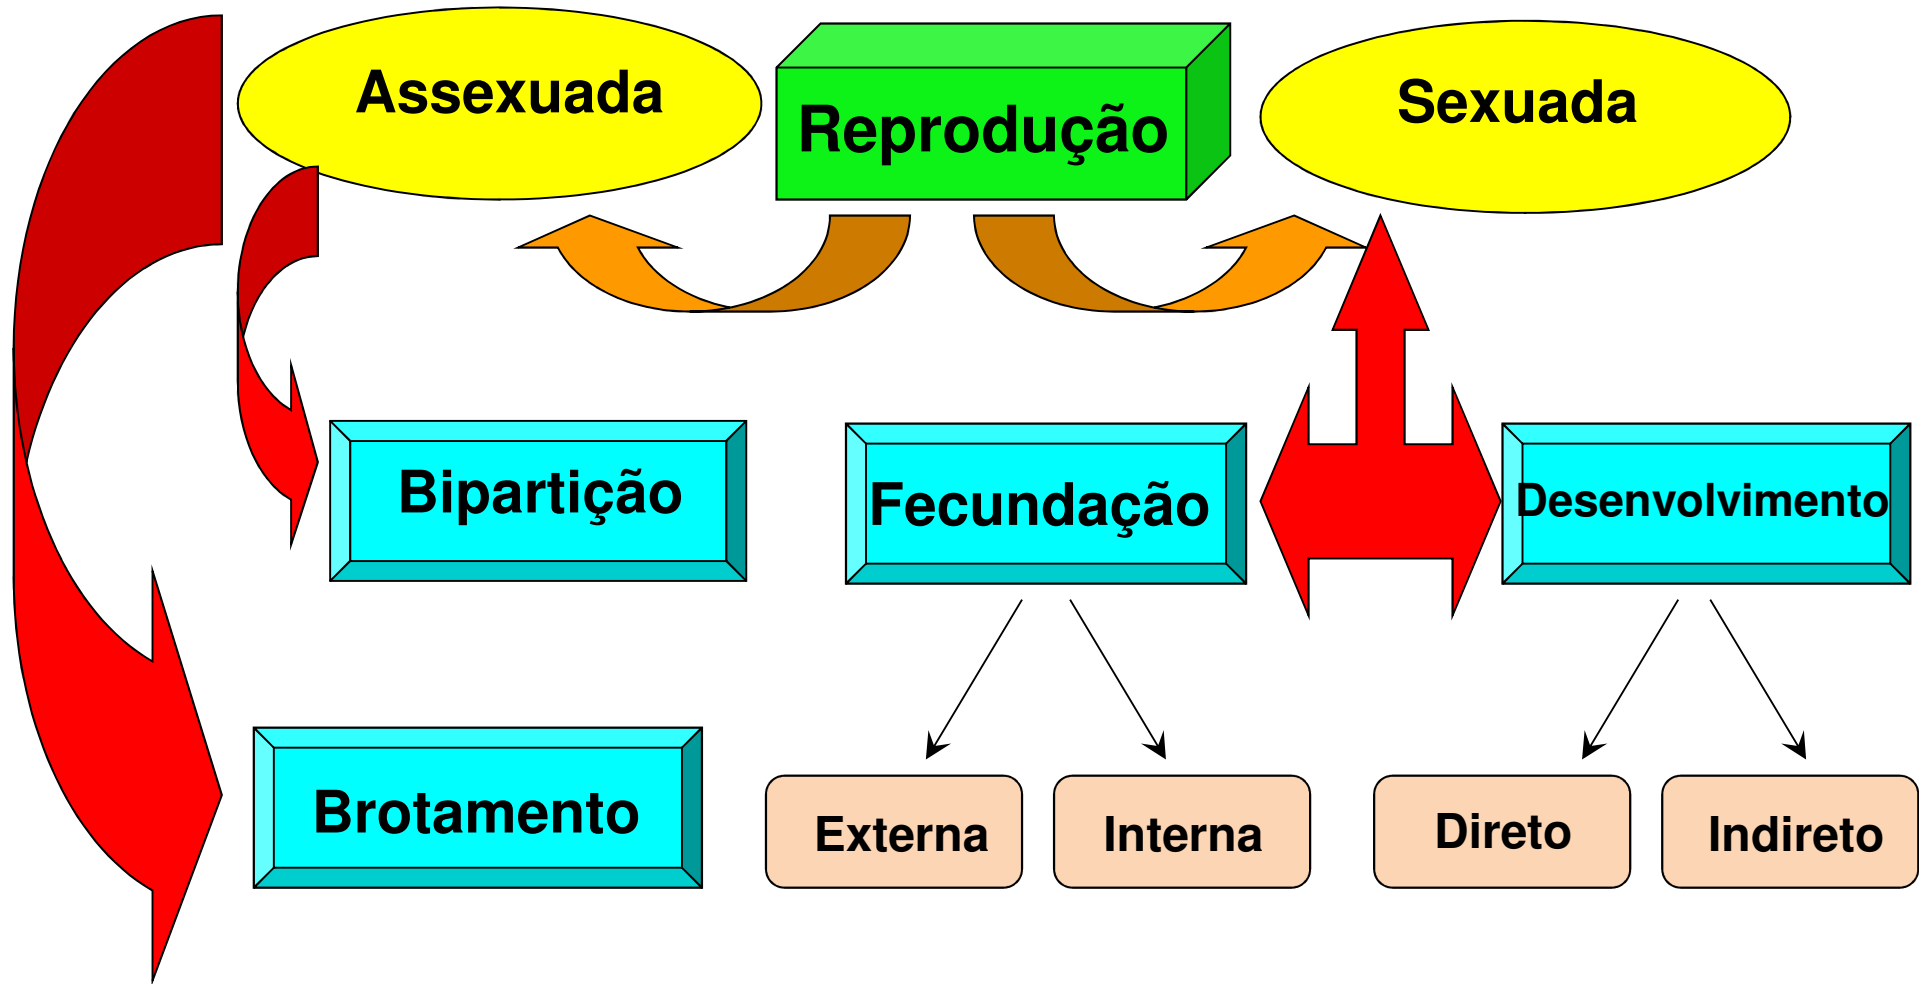 Assexuada
Reprodução
Sexuada
Bipartição
Fecundação
Desenvolvimento
Brotamento
Externa
Interna
Direto
Indireto